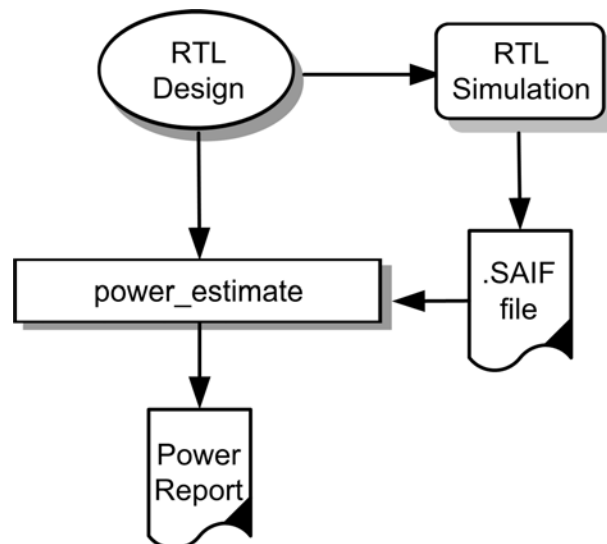 RTL
Design
RTL
Simulation
.SAIF
file
power_estimate
Power
Report